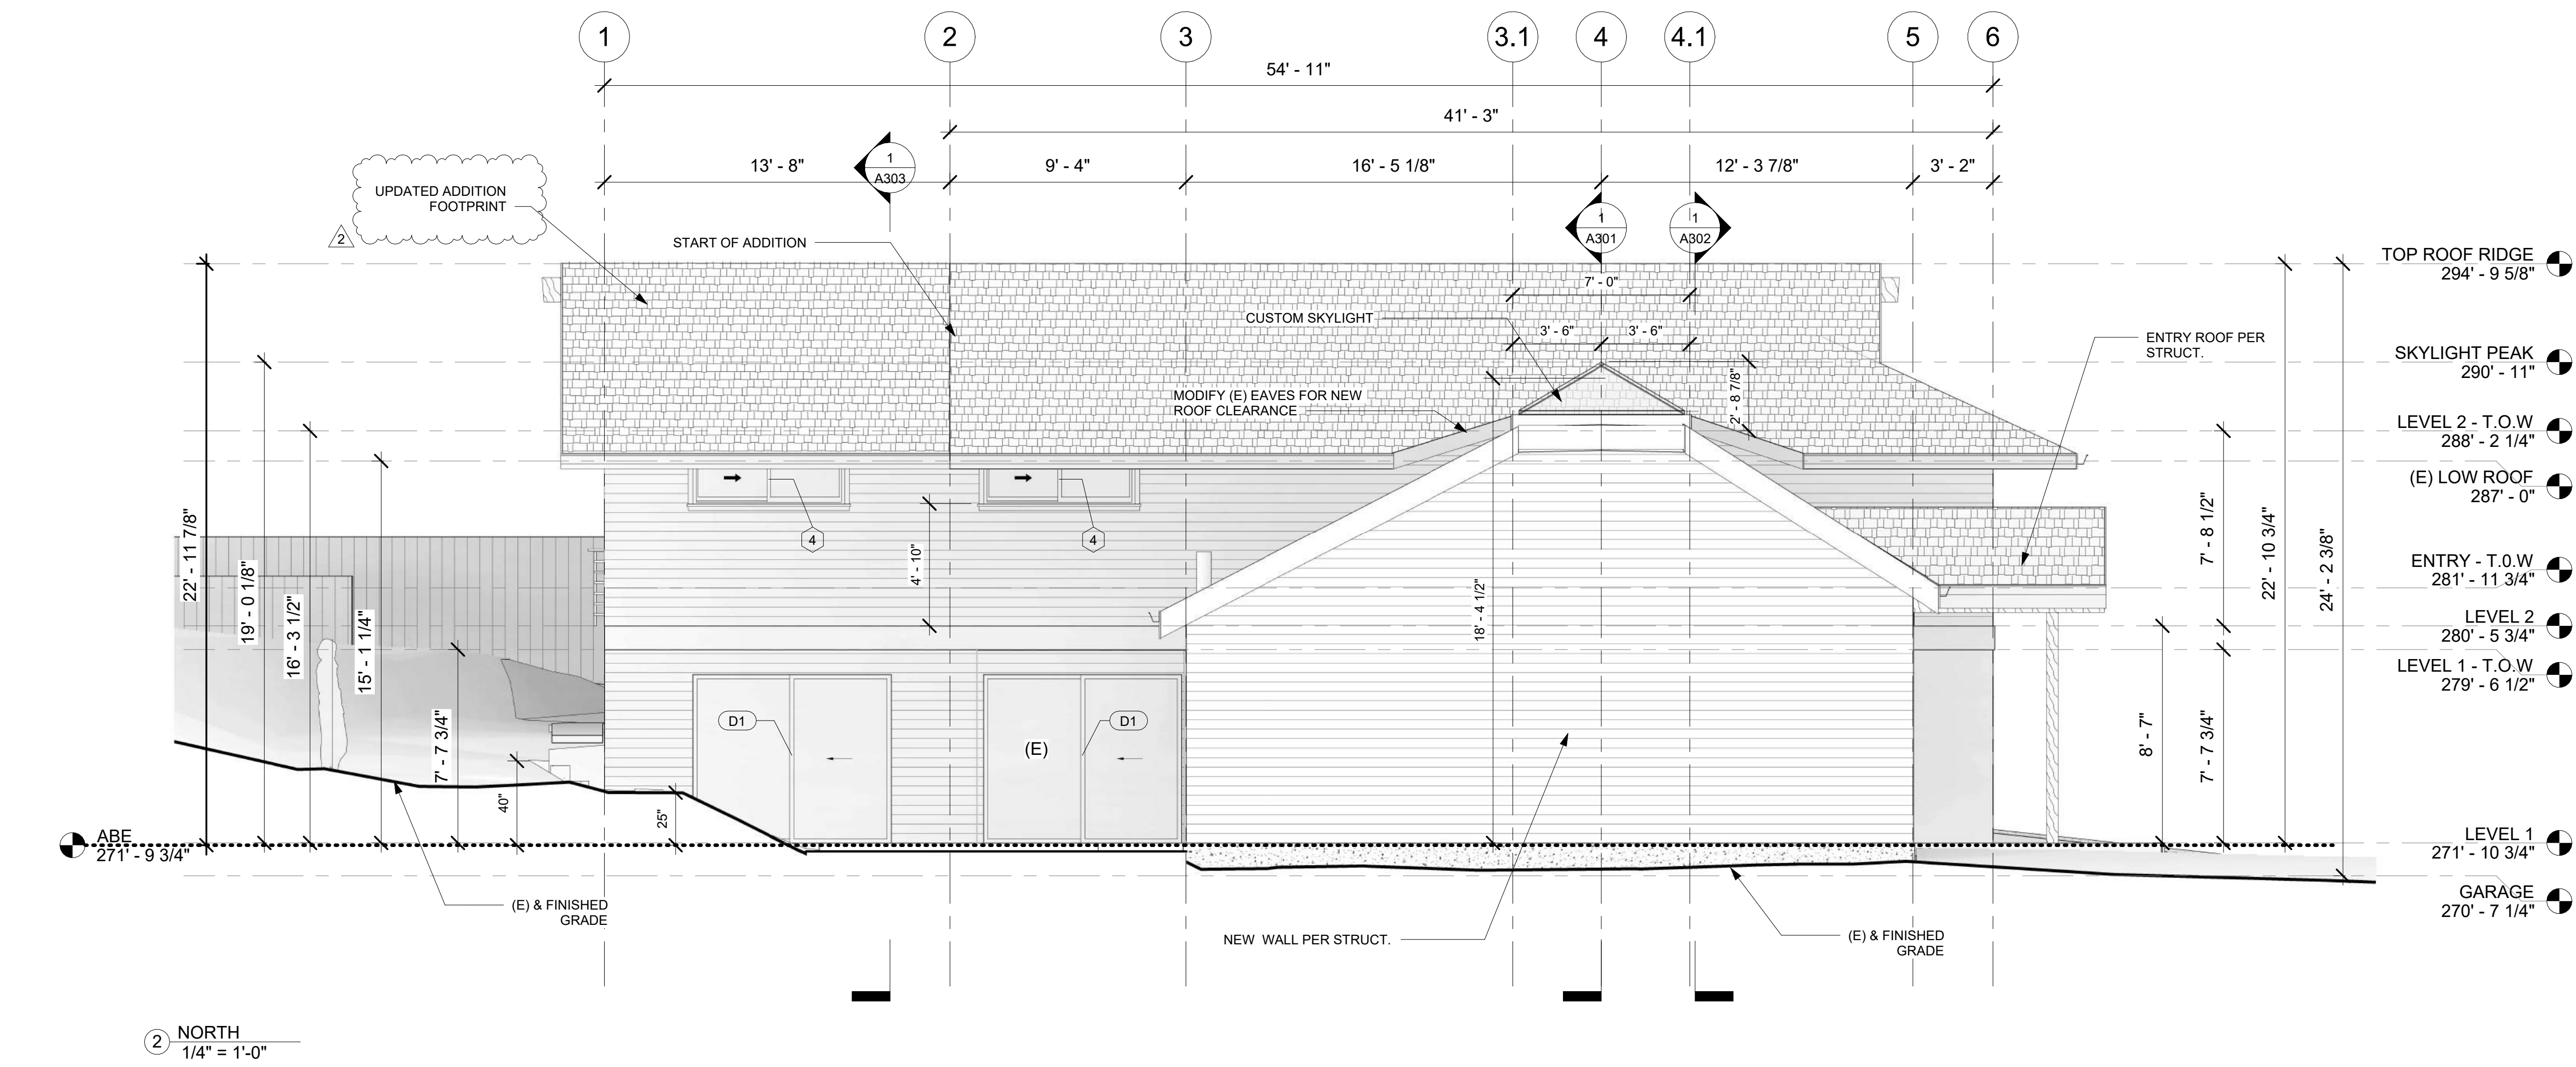 1
2
3
3.1
4
4.1
5
6
54' - 11"
41' - 3"
13' - 8"
9' - 4"
16' - 5 1/8"
12' - 3 7/8"
3' - 2"
1
A303
UPDATED ADDITION
FOOTPRINT
2
START OF ADDITION
1
A301
1
A302
7' - 0"
CUSTOM SKYLIGHT
3' - 6"
3' - 6"
2' - 8 7/8"
MODIFY (E) EAVES FOR NEW
ROOF CLEARANCE
ENTRY ROOF PER
STRUCT.
TOP ROOF RIDGE
294' - 9 5/8"
SKYLIGHT PEAK
290' - 11"
LEVEL 2 - T.O.W
288' - 2 1/4"
(E) LOW ROOF
287' - 0"
ENTRY - T.0.W
281' - 11 3/4"
LEVEL 2
280' - 5 3/4"
LEVEL 1 - T.O.W
279' - 6 1/2"
LEVEL 1
271' - 10 3/4"
GARAGE
270' - 7 1/4"
22' - 11 7/8"
19' - 0 1/8"
16' - 3 1/2"
15' - 1 1/4"
7' - 7 3/4"
40"
25"
4
4
4' - 10"
18' - 4 1/2"
7' - 8 1/2"
22' - 10 3/4"
24' - 2 3/8"
8' - 7"
7' - 7 3/4"
D1
(E)
D1
ABE
271' - 9 3/4"
(E) & FINISHED
GRADE
NEW WALL PER STRUCT.
(E) & FINISHED
GRADE
2
NORTH
1/4" = 1'-0"